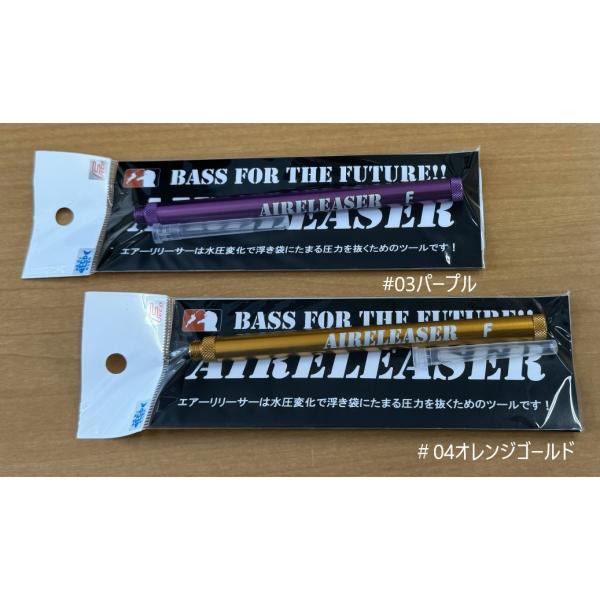 BASS FOR THE FUTURE!!
AIRELEASER F
AIRELEASER
エアーリリーサーは水圧変化で浮き袋にたまる圧力を抜くためのツールです！
#03パープル
BASS FOR THE FUTURE!!
AIRELEASER F
AIRELEASER
エアーリリーサーは水圧変化で浮き袋にたまる圧力を抜くためのツールです！
# 04オレンジゴールド